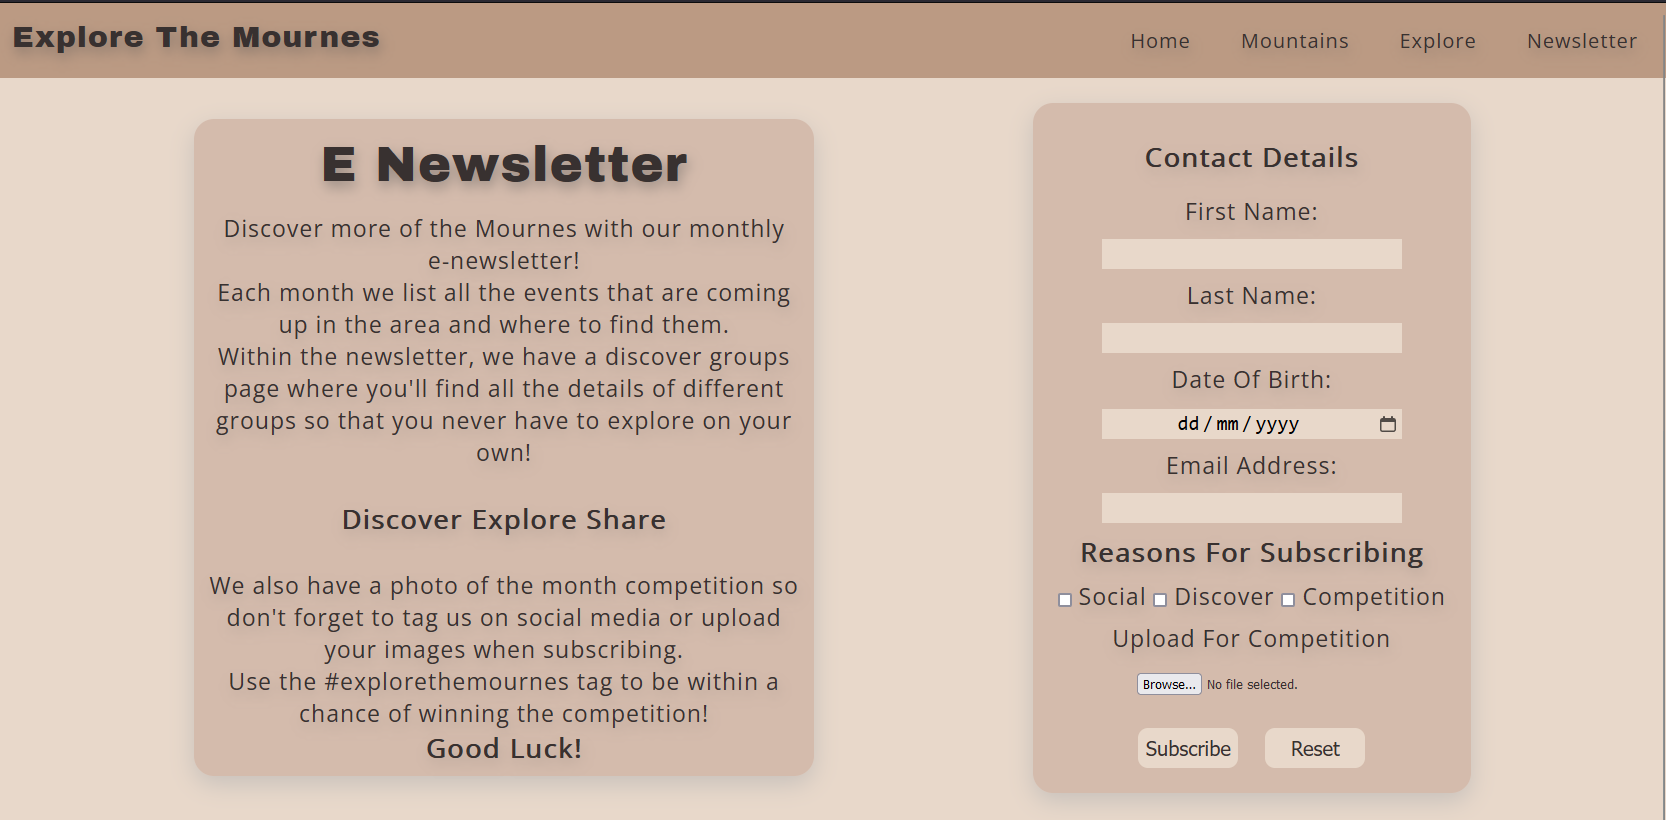 Explore The Mournes
Home Mountains Explore Newsletter
E Newsletter
Discover more of the Mournes with our monthly
e-newsletter!
Each month we list all the events that are coming
up in the area and where to find them.
Within the newsletter, we have a discover groups
page where you'll find all the details of different
groups so that you never have to explore on your
own!
Discover Explore Share
We also have a photo of the month competition so
don't forget to tag us on social media or upload
your images when subscribing.
Use the #explorethemournes tag to be within a
chance of winning the competition!
Good Luck!
Contact Details
First Name:
Last Name:
Date Of Birth:
dd/mm/yyyy
Email Address:
Reasons For Subscribing
Social Discover Competition
Upload For Competition
Browse... No file selected.
Subscribe Reset